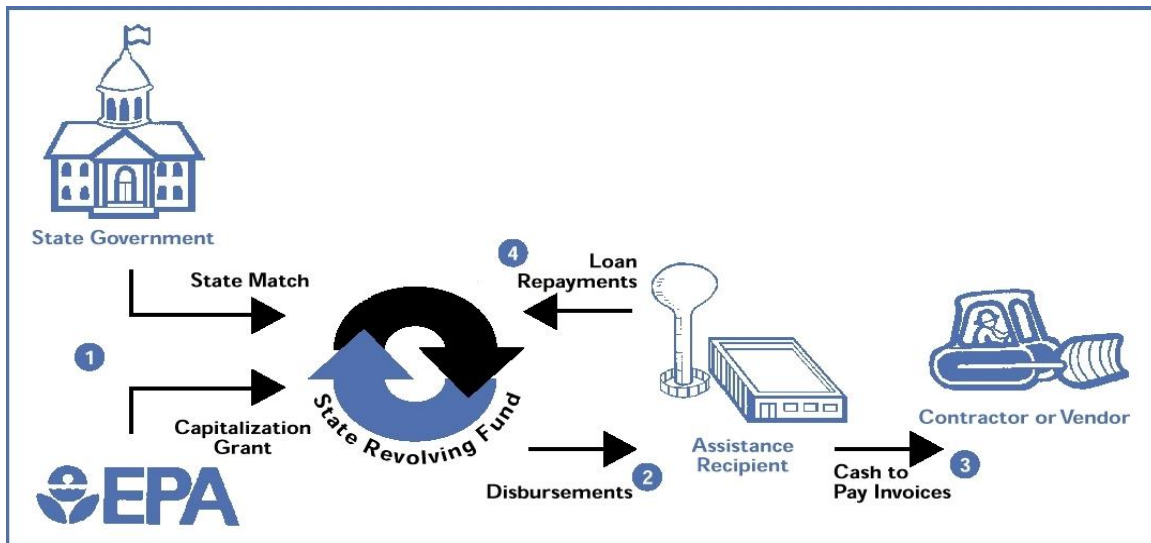 State Government
State Match
1
Capitalization
Grant
EPA
State Revolving Fund
4
Loan
Repayments
Disbursements
2
Assistance
Recipient
Cash to
Pay Invoices
3
Contractor or Vendor